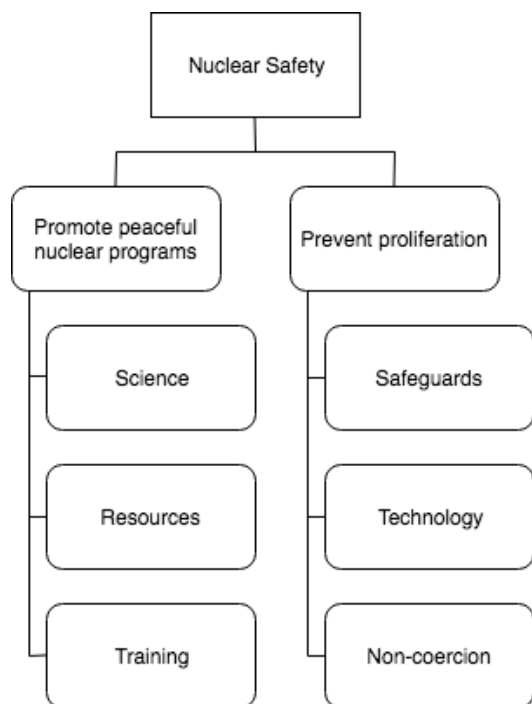 Nuclear Safety
Promote peaceful
nuclear programs
Prevent proliferation
Science
Safeguards
Resources
Technology
Training
Non-coercion